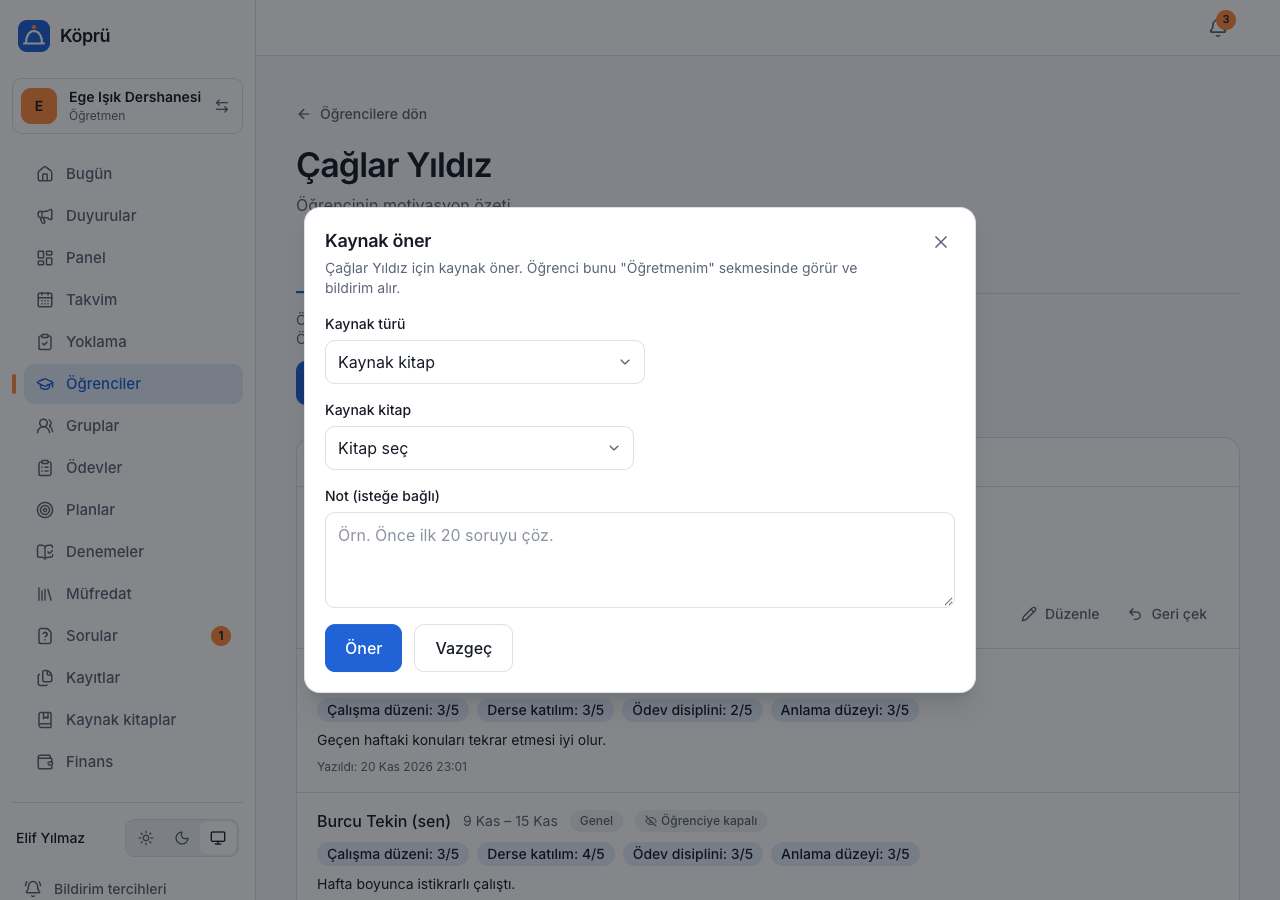 Köprü
E
Ege Işık Dershanesi
Öğretmen
Bugün
Duyurular
Panel
Takvim
Yoklama
Öğrenciler
Gruplar
Ödevler
Planlar
Denemeler
Müfredat
Sorular
1
Kayıtlar
Kaynak kitaplar
Finans
Elif Yılmaz
Bildirim tercihleri
3
Öğrencilere dön
Çağlar Yıldız
Öğrencinin motivasyon özeti
Kaynak öner
Çağlar Yıldız için kaynak öner. Öğrenci bunu "Öğretmenim" sekmesinde görür ve
bildirim alır.
Kaynak türü
Kaynak kitap
Kaynak kitap
Kitap seç
Not (isteğe bağlı)
Örn. Önce ilk 20 soruyu çöz.
Öner
Vazgeç
Düzenle
Geri çek
Çalışma düzeni: 3/5
Derse katılım: 3/5
Ödev disiplini: 2/5
Anlama düzeyi: 3/5
Geçen haftaki konuları tekrar etmesi iyi olur.
Yazıldı: 20 Kas 2026 23:01
Burcu Tekin (sen)
9 Kas – 15 Kas
Genel
Öğrenciye kapalı
Çalışma düzeni: 3/5
Derse katılım: 4/5
Ödev disiplini: 3/5
Anlama düzeyi: 3/5
Hafta boyunca istikrarlı çalıştı.